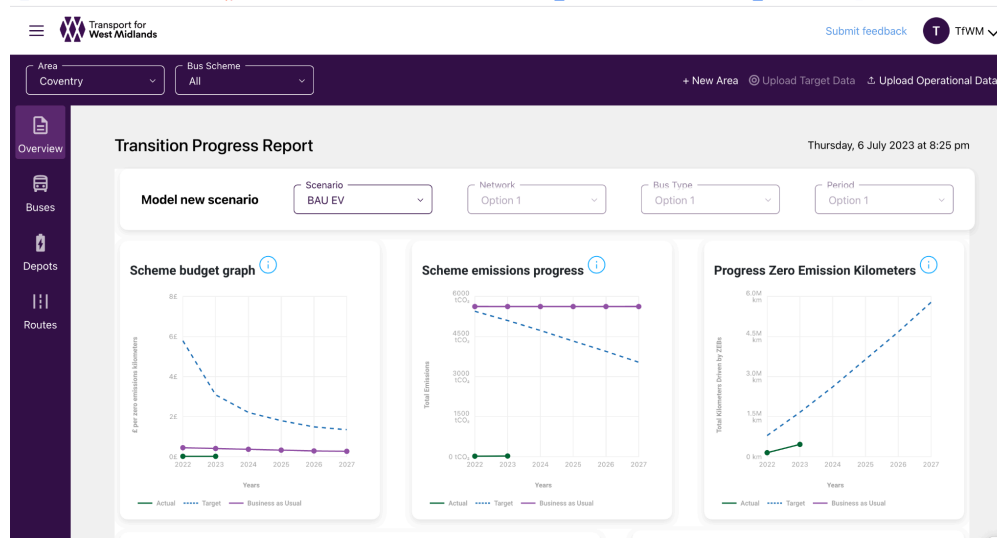 Transport for
West Midlands
Submit feedback
T
TfWM
Area
Coventry
Bus Scheme
All
+ New Area
Upload Target Data
Upload Operational Data
Overview
Buses
Depots
Routes
Transition Progress Report
Thursday, 6 July 2023 at 8:25 pm
Model new scenario
Scenario
BAU EV
Network
Option 1
Bus Type
Option 1
Period
Option 1
Scheme budget graph
i
£ per zero emissions kilometers
8£
6£
4£
2£
0£
2022 2023 2024 2025 2026 2027
Years
Actual Target Business as Usual
Scheme emissions progress
i
Total Emissions
6000
tCO₂
4500
tCO₂
3000
tCO₂
1500
tCO₂
0 tCO₂
2022 2023 2024 2025 2026 2027
Years
Actual Target Business as Usual
Progress Zero Emission Kilometers
i
Total Kilometers Driven by ZEBs
6.0M
km
4.5M
km
3.0M
km
1.5M
km
0 km
2022 2023 2024 2025 2026 2027
Years
Actual Target Business as Usual